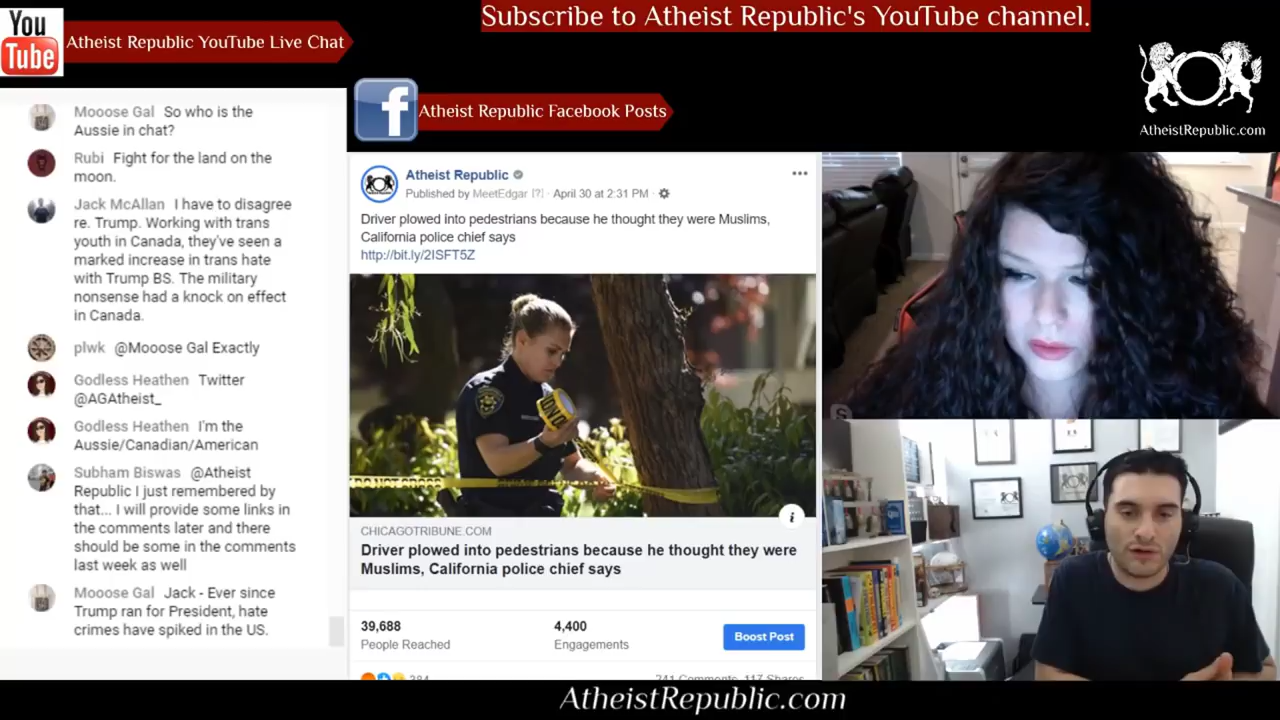 Subscribe to Atheist Republic's YouTube channel.
You
Tube
Atheist Republic YouTube Live Chat
AtheistRepublic.com
Atheist Republic Facebook Posts
Mooose Gal So who is the
Aussie in chat?
Rubi Fight for the land on the
moon.
Jack McAllan I have to disagree
re. Trump. Working with trans
youth in Canada, they've seen a
marked increase in trans hate
with Trump BS. The military
nonsense had a knock on effect
in Canada.
plwk @Mooose Gal Exactly
Godless Heathen Twitter
@AGAtheist_
Godless Heathen I'm the
Aussie/Canadian/American
Subham Biswas @Atheist
Republic I just remembered by
that... I will provide some links in
the comments later and there
should be some in the comments
last week as well
Mooose Gal Jack - Ever since
Trump ran for President, hate
crimes have spiked in the US.
Atheist Republic
Published by MeetEdgar [?] · April 30 at 2:31 PM ·
Driver plowed into pedestrians because he thought they were Muslims,
California police chief says
http://bit.ly/2ISFT5Z
CHICAGOTRIBUNE.COM
Driver plowed into pedestrians because he thought they were
Muslims, California police chief says
39,688
People Reached
4,400
Engagements
Boost Post
384
741 Comments 117 Shares
AtheistRepublic.com